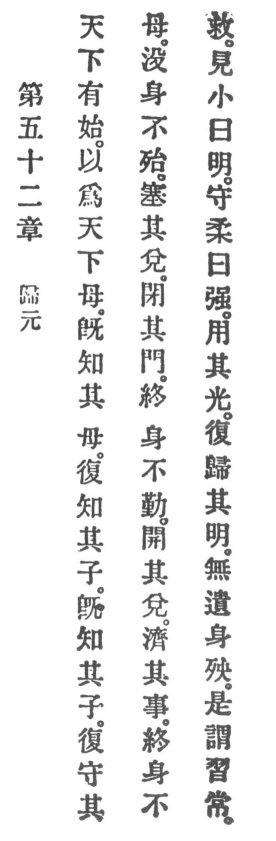 第五十二章 歸元
天下有始。以爲天下母。旣知其母。復知其子。旣知其子。復守其
母。没身不殆。塞其兌。閉其門。終身不勤。開其兌。濟其事。終身不
救。見小曰明。守柔曰强。用其光。復歸其明。無遺身殃。是謂習常。